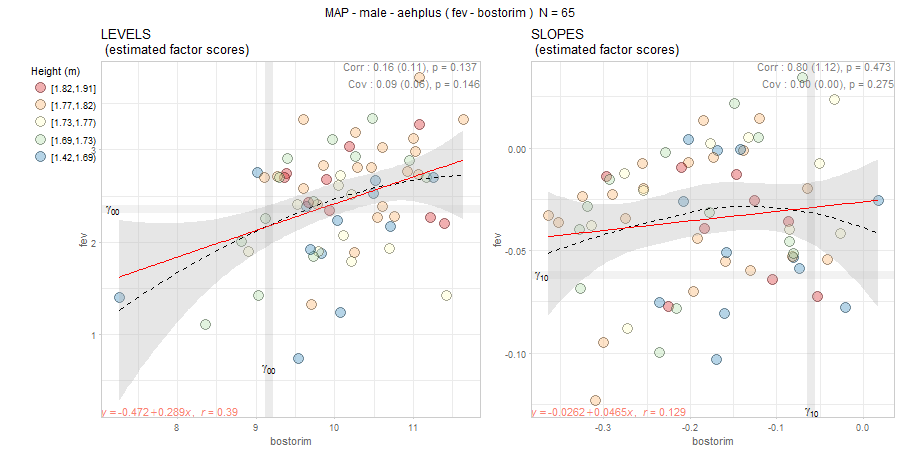 MAP - male - aehplus ( fev - bostorim ) N = 65
LEVELS
(estimated factor scores)
Height (m)
[1.82,1.91]
[1.77,1.82)
[1.73,1.77)
[1.69,1.73)
[1.42,1.69)
Corr : 0.16 (0.11), p = 0.137
Cov : 0.09 (0.06), p = 0.146
3
γ00
2
fev
1
γ00
y = −0.472 + 0.289x, r = 0.39
8 9 10 11
bostorim
SLOPES
(estimated factor scores)
Corr : 0.80 (1.12), p = 0.473
Cov : 0.00 (0.00), p = 0.275
0.00
-0.05
fev
γ10
-0.10
γ10
y = −0.0262 + 0.0465x, r = 0.129
-0.3 -0.2 -0.1 0.0
bostorim